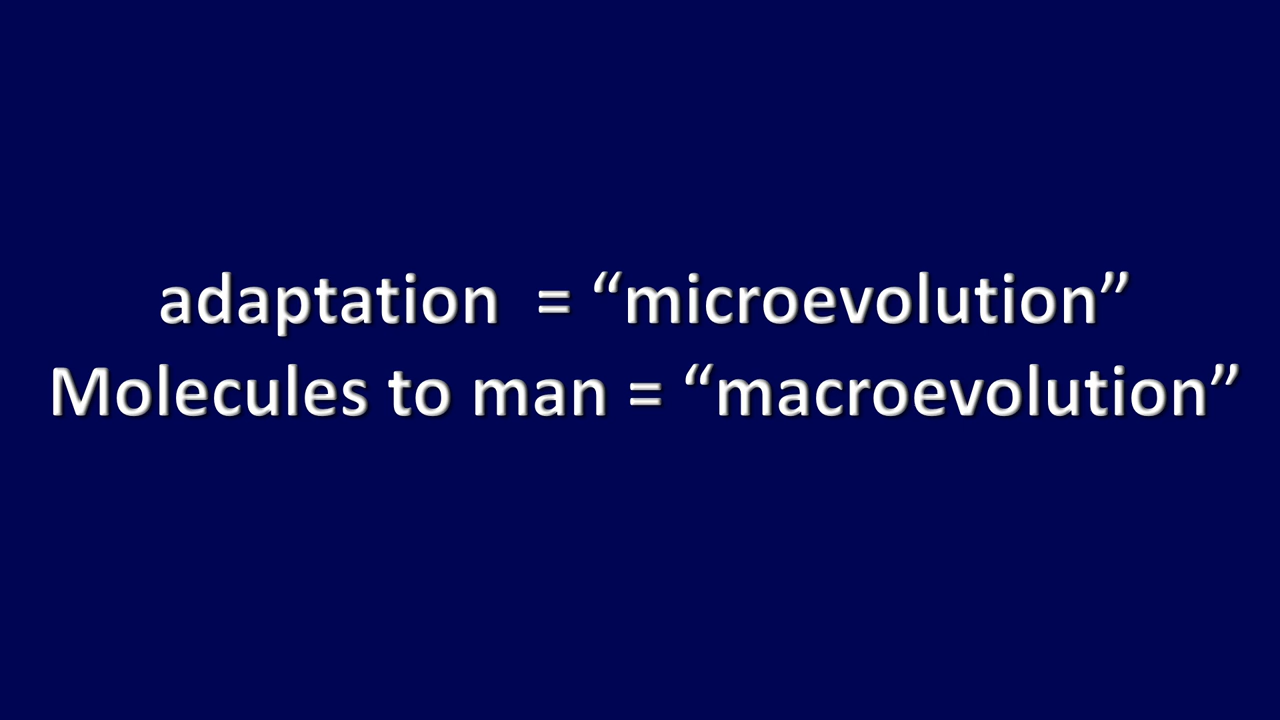 adaptation  = “microevolution”
Molecules to man = “macroevolution”